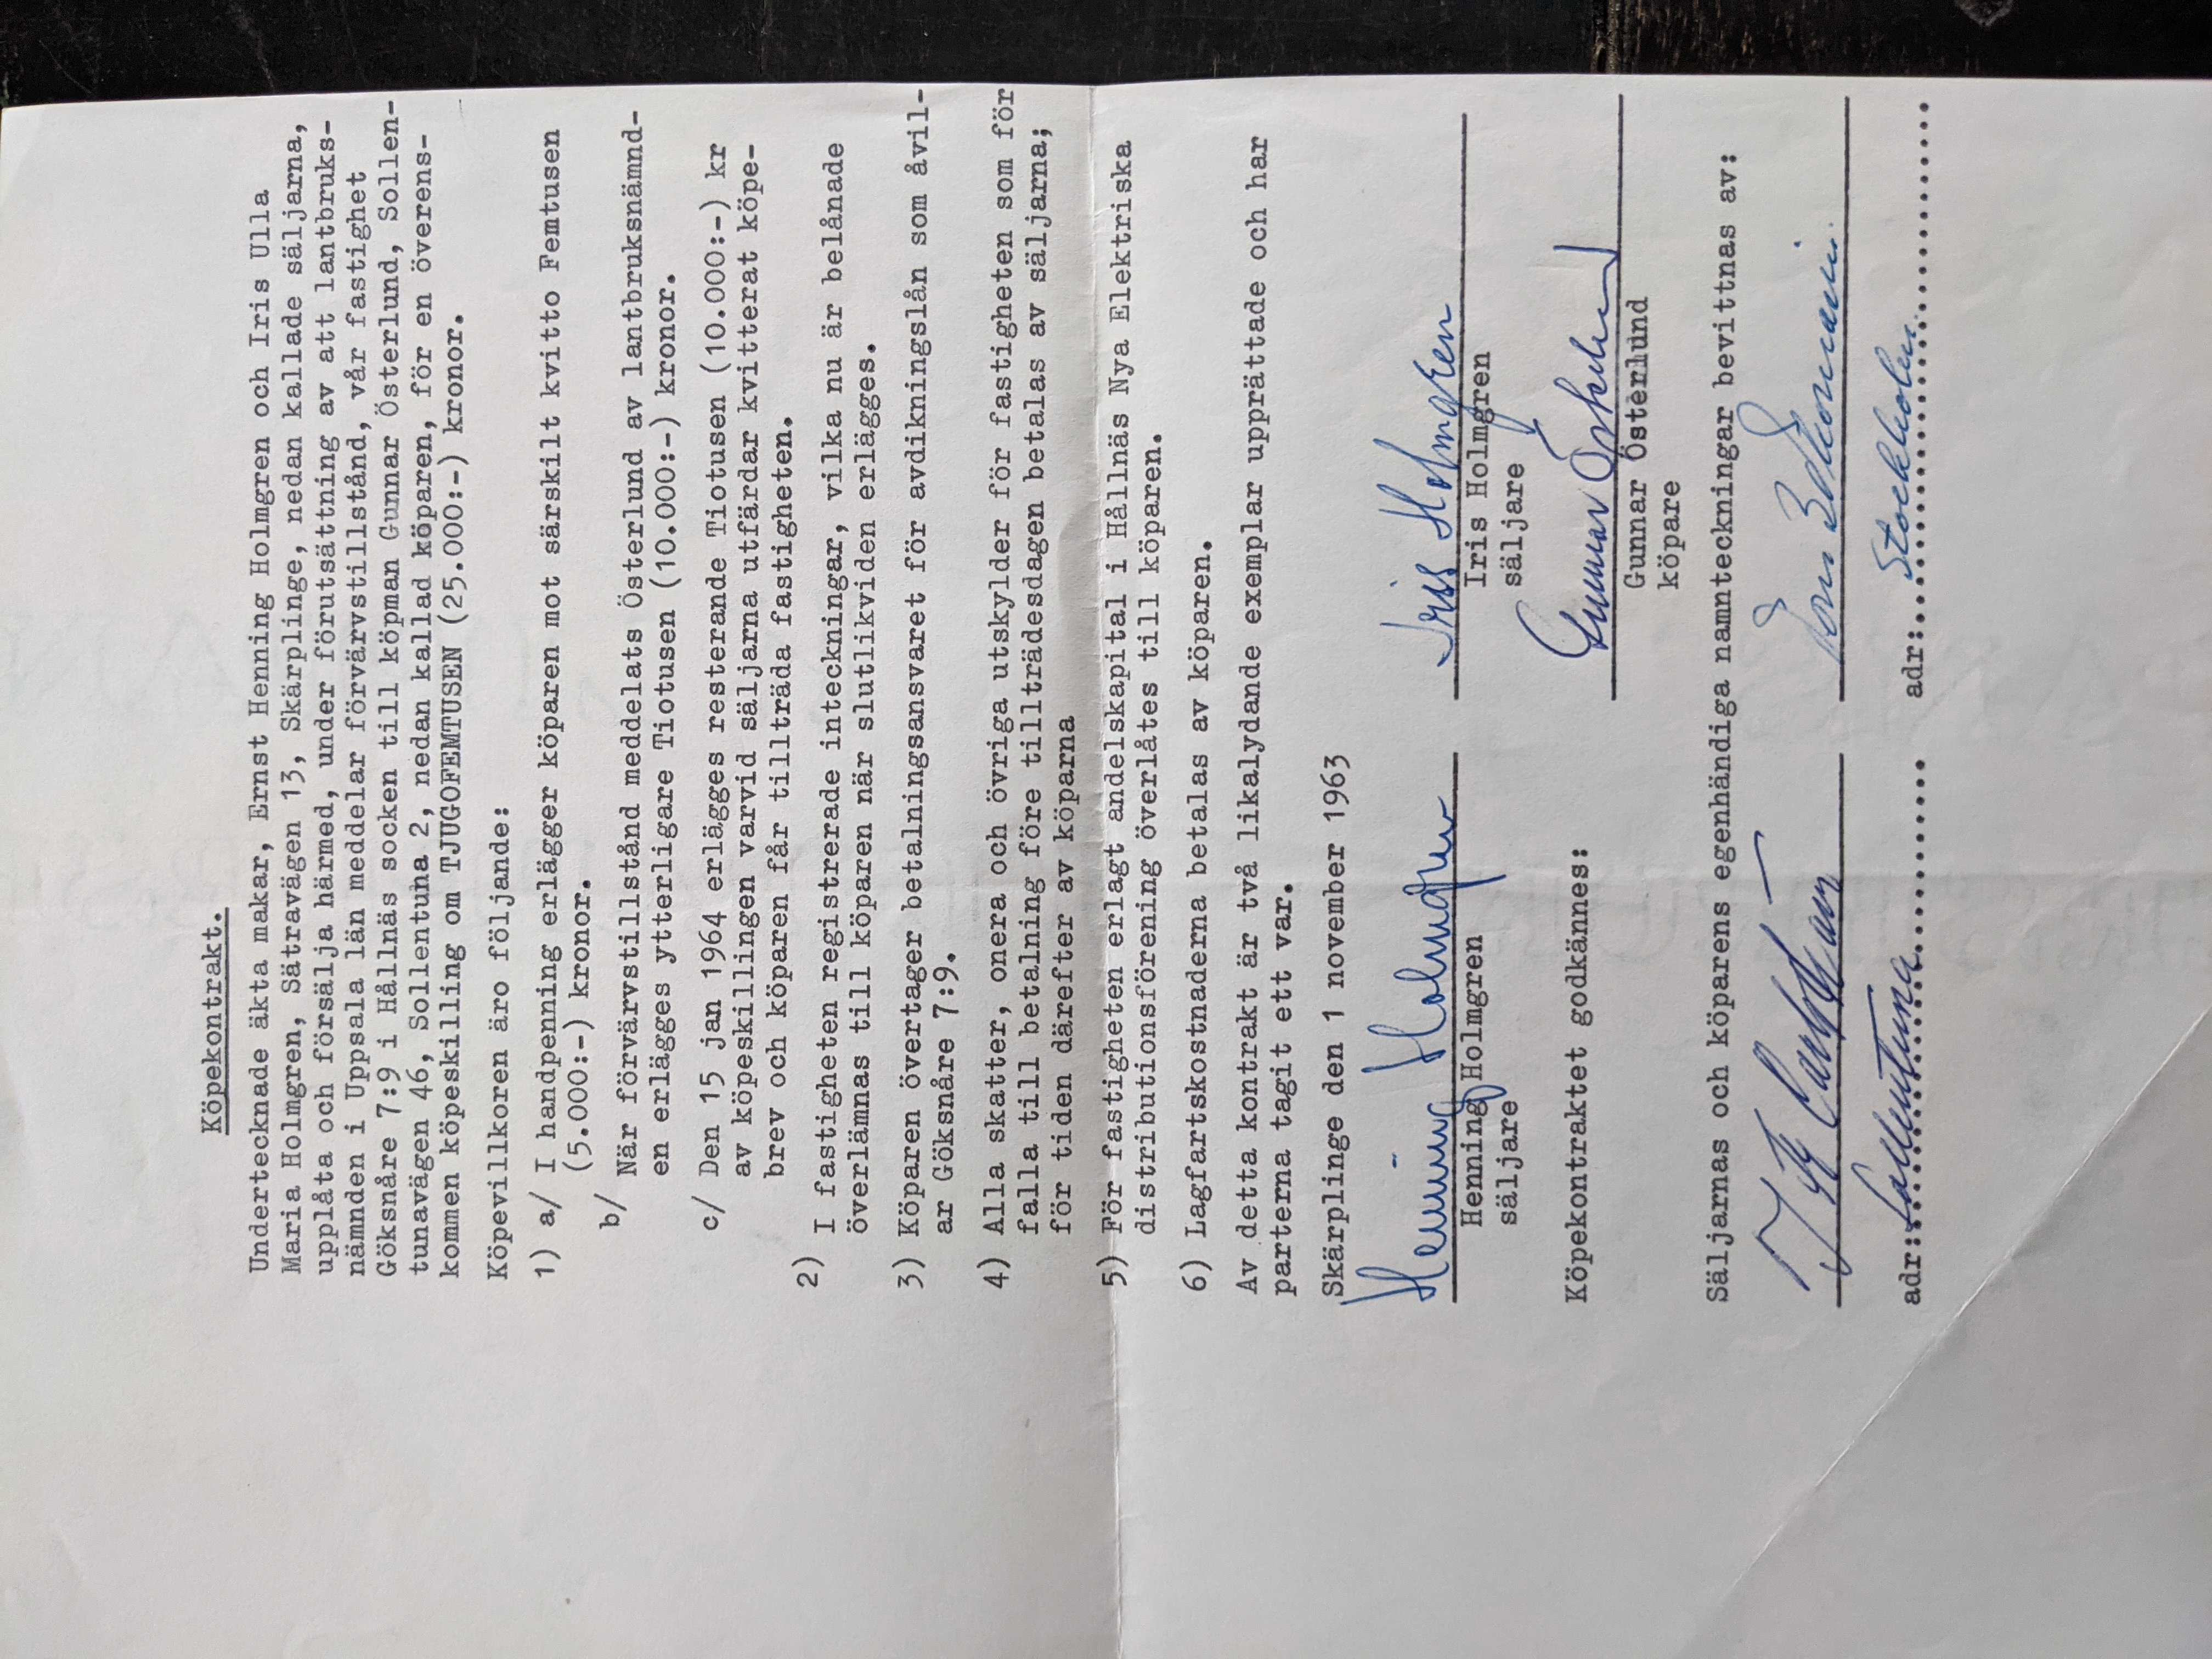 Köpekontrakt.
Undertecknade äkta makar, Ernst Henning Holmgren och Iris Ulla
Maria Holmgren, Sätravägen 13, Skärplinge, nedan kallade säljarna,
upplåta och försälja härmed, under förutsättning av att lantbruks-
nämnden i Uppsala län meddelar förvärvstillstånd, vår fastighet
Göksnåre 7:9 i Hållnäs socken till köpman Gunnar Österlund, Sollen-
tunavägen 46, Sollentuna 2, nedan kallad köparen, för en överens-
kommen köpeskilling om TJUGOFEMTUSEN (25.000:-) kronor.
Köpevillkoren äro följande:
1) a/ I handpenning erlägger köparen mot särskilt kvitto Femtusen
(5.000:-) kronor.
b/ När förvärvstillstånd meddelats Österlund av lantbruksnämnd-
en erlägges ytterligare Tiotusen (10.000:-) kronor.
c/ Den 15 jan 1964 erlägges resterande Tiotusen (10.000:-) kr
av köpeskillingen varvid säljarna utfärdar kvitterat köpe-
brev och köparen får tillträda fastigheten.
2) I fastigheten registrerade inteckningar, vilka nu är belånade
överlämnas till köparen när slutlikviden erlägges.
3) Köparen övertager betalningsansvaret för avdikningslån som åvil-
ar Göksnåre 7:9.
4) Alla skatter, onera och övriga utskylder för fastigheten som för
falla till betalning före tillträdesdagen betalas av säljarna;
för tiden därefter av köparna
5) För fastigheten erlagt andelskapital i Hållnäs Nya Elektriska
distributionsförening överlåtes till köparen.
6) Lagfartskostnaderna betalas av köparen.
Av detta kontrakt är två likalydande exemplar upprättade och har
parterna tagit ett var.
Skärplinge den 1 november 1963
Henning Holmgren Iris Holmgren
Henning Holmgren Iris Holmgren
säljare säljare
Gunnar Österlund
Gunnar Österlund
köpare
Köpekontraktet godkännes:
Säljarnas och köparens egenhändiga namnteckningar bevittnas av:
adr: Sollentuna adr: Stockholm